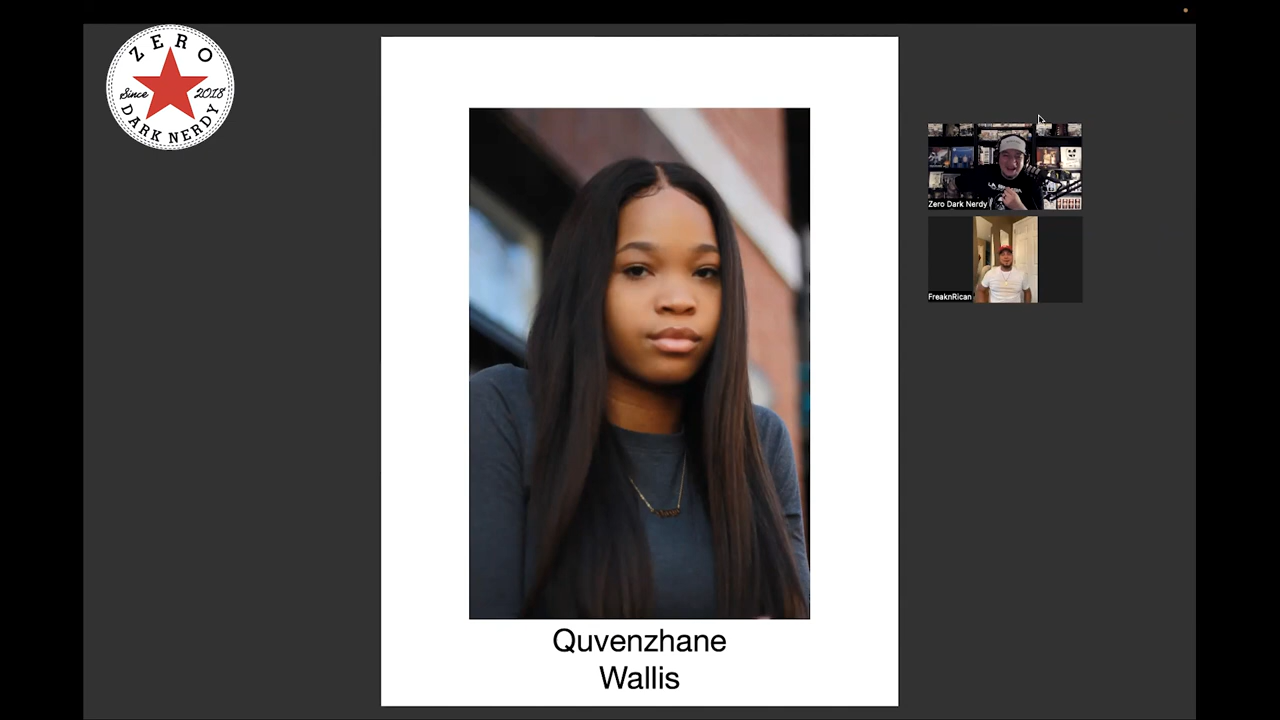 ZERO
Since 2018
DARK NERDY
Zero Dark Nerdy
FreaknRican
Quvenzhane
Wallis